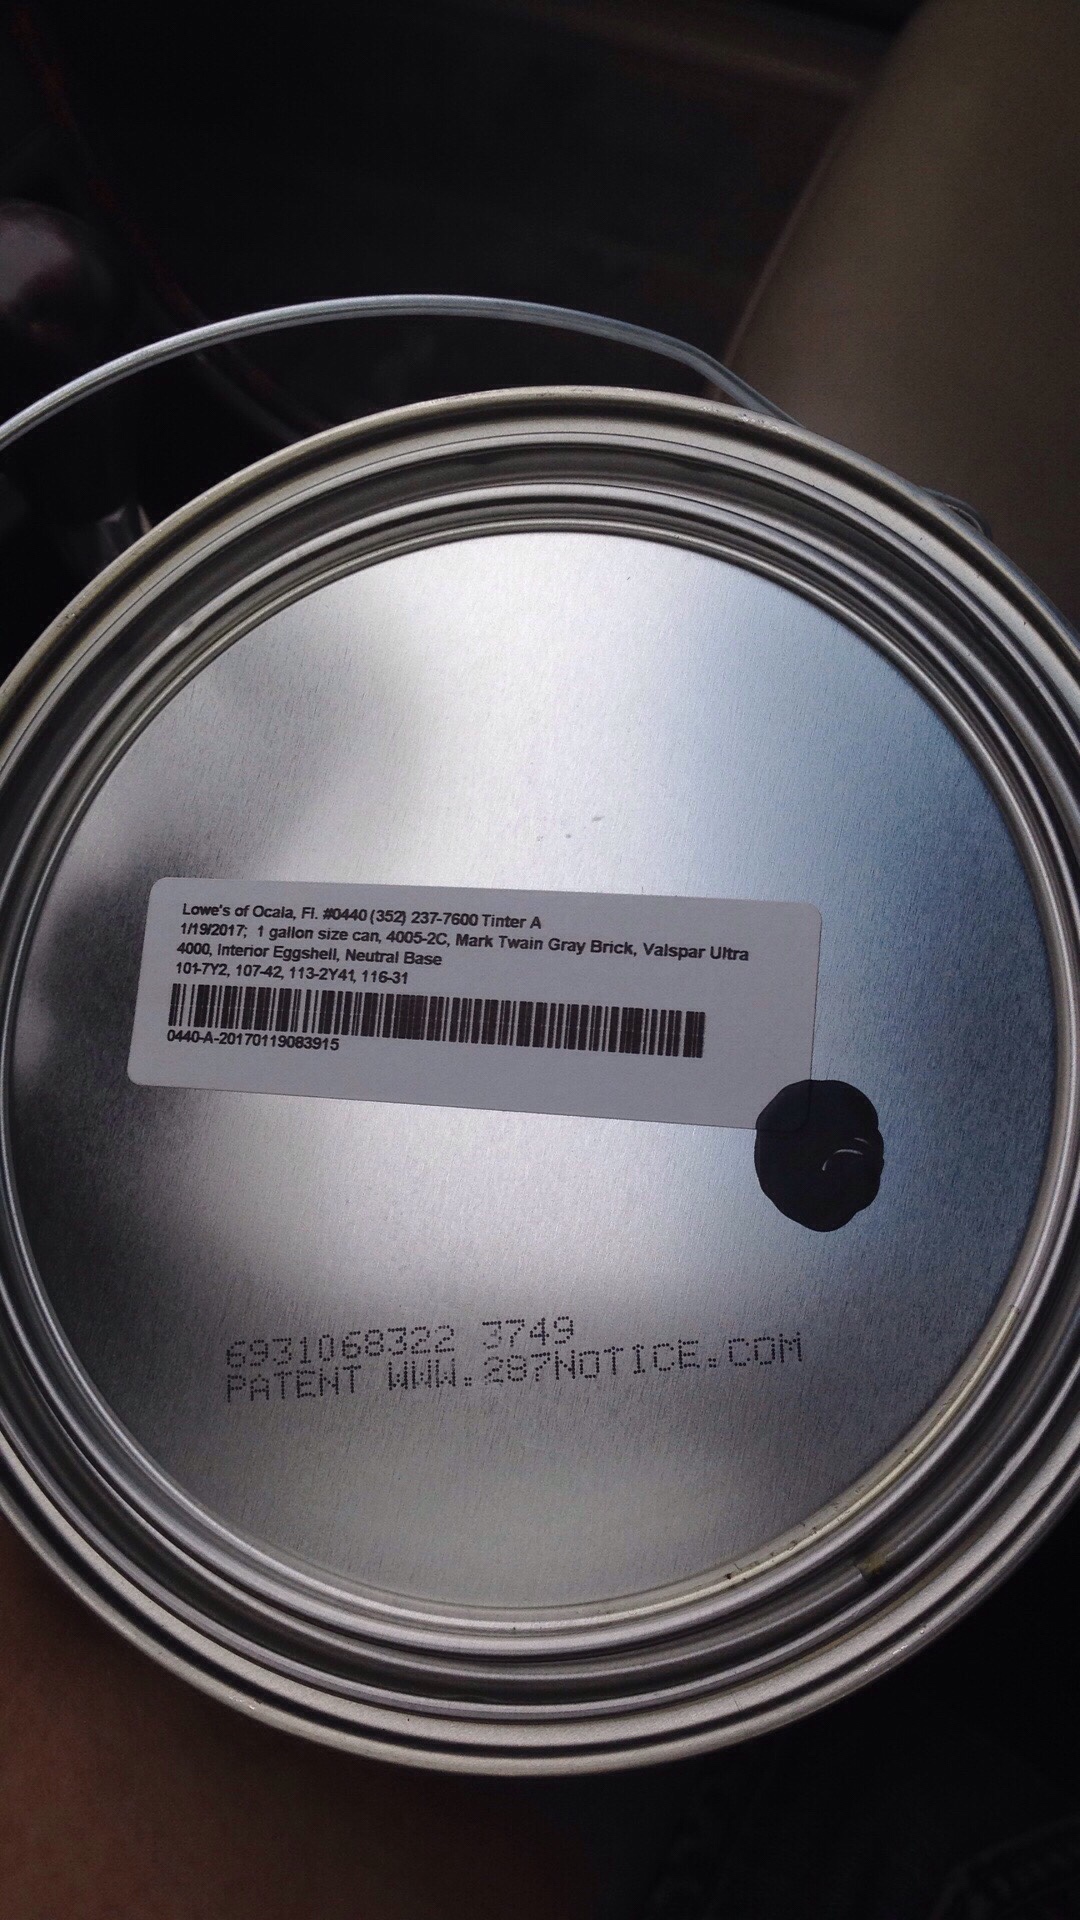 Lowe's of Ocala, Fl. #0440 (352) 237-7600 Tinter A
1/19/2017; 1 gallon size can, 4005-2C, Mark Twain Gray Brick, Valspar Ultra
4000, Interior Eggshell, Neutral Base
101-7Y2, 107-42, 113-2Y41, 116-31
0440-A-20170119083915
6931068322 3749
PATENT WWW.287NOTICE.COM